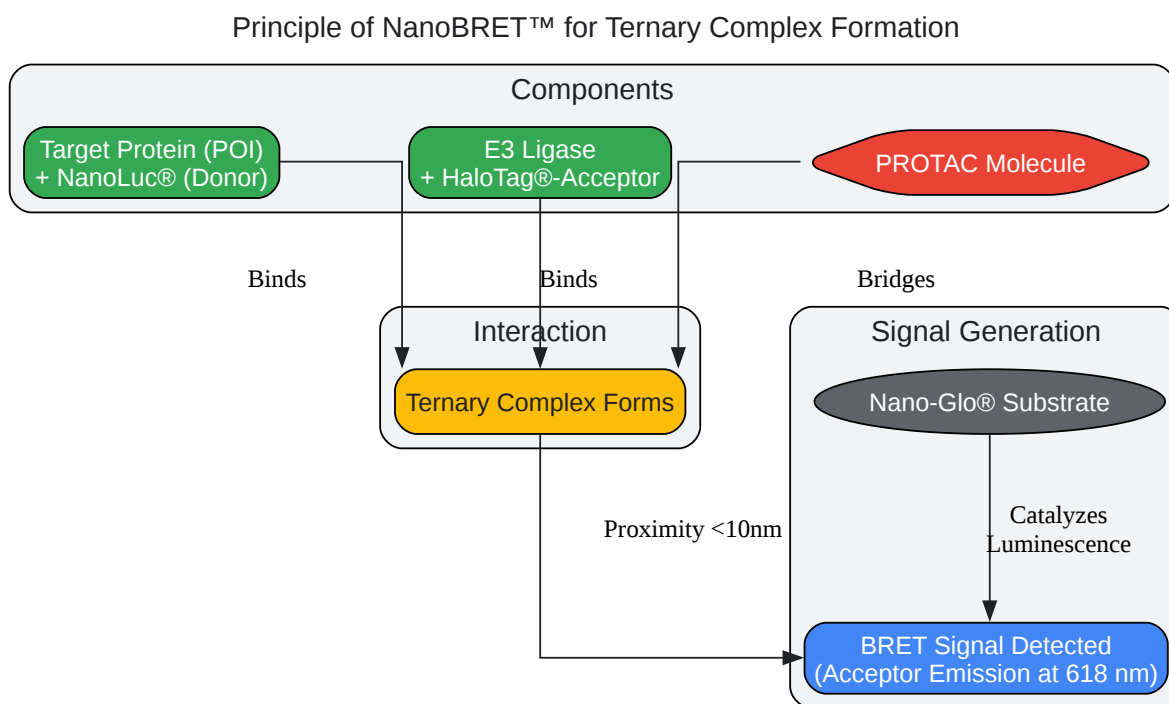 Principle of NanoBRET™ for Ternary Complex Formation
Components
Target Protein (POI)
+ NanoLuc® (Donor)
E3 Ligase
+ HaloTag®-Acceptor
PROTAC Molecule
Binds
Binds
Bridges
Interaction
Signal Generation
Ternary Complex Forms
Nano-Glo® Substrate
Proximity <10nm
Catalyzes
Luminescence
BRET Signal Detected
(Acceptor Emission at 618 nm)